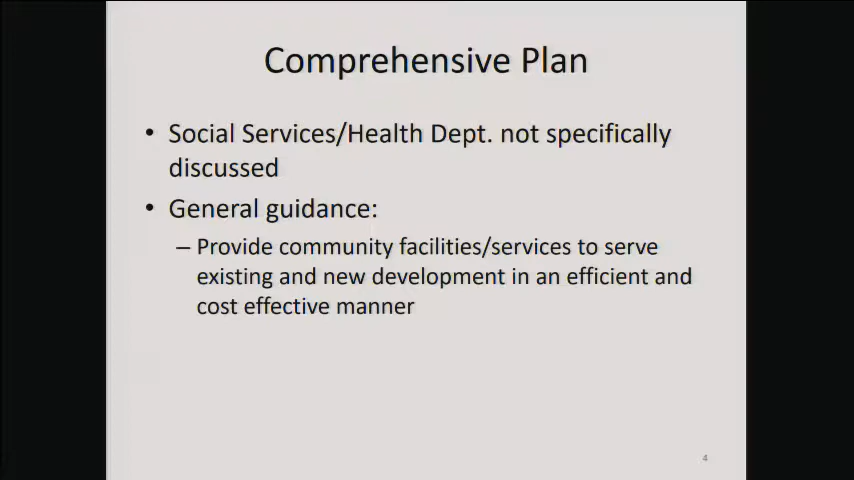 Comprehensive Plan
• Social Services/Health Dept. not specifically
discussed
• General guidance:
– Provide community facilities/services to serve
existing and new development in an efficient and
cost effective manner
4